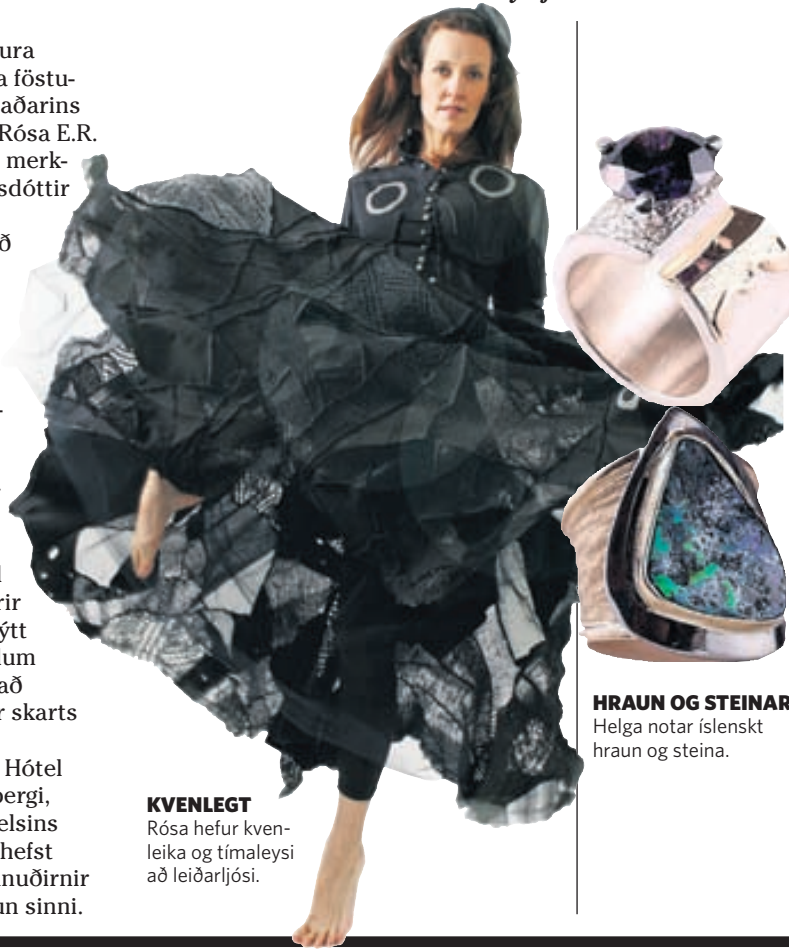 ura
a föstu-
aðarins
Rósa E.R.
merk-
sdóttir
ð
-
rir
ýtt
um
að
r skarts
Hótel
bergi,
elsins
hefst
nuðirnir
un sinni.
KVENLEGT
Rósa hefur kven-
leika og tímaleysi
að leiðarljósi.
HRAUN OG STEINAR
Helga notar íslenskt
hraun og steina.